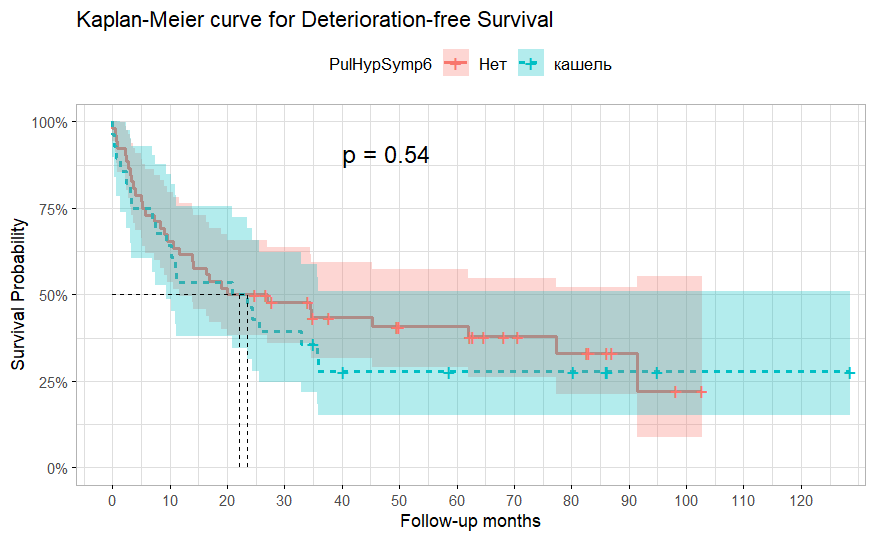 Kaplan-Meier curve for Deterioration-free Survival
PulHypSymp6 Нет кашель
100%
p = 0.54
75%
50%
25%
0%
Survival Probability
0 10 20 30 40 50 60 70 80 90 100 110 120
Follow-up months